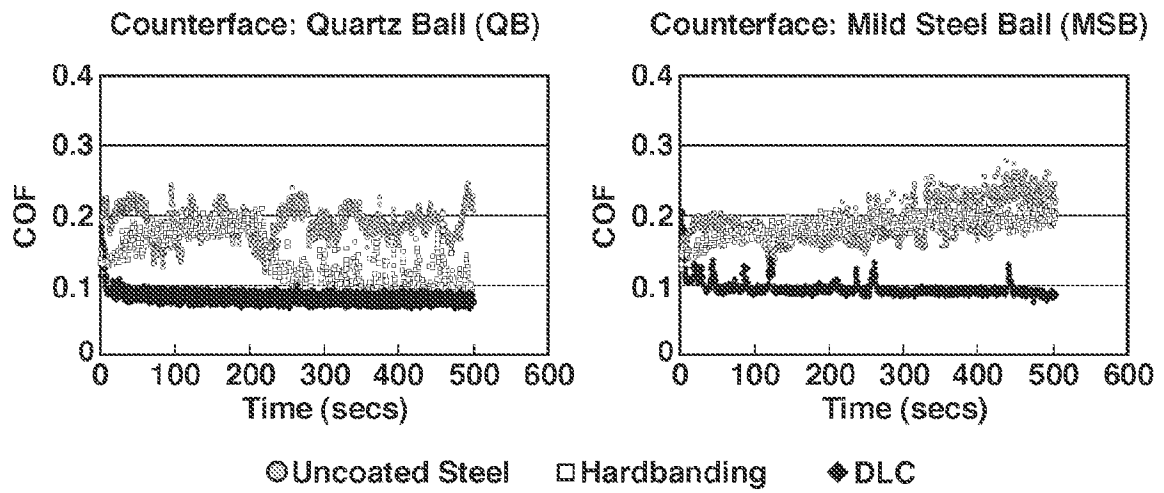 Counterface: Quartz Ball (QB)
Counterface: Mild Steel Ball (MSB)
0.4
0.3
0.2
0.1
0
COF
0 100 200 300 400 500 600
Time (secs)
0.4
0.3
0.2
0.1
0
COF
0 100 200 300 400 500 600
Time (secs)
Uncoated Steel Hardbanding DLC